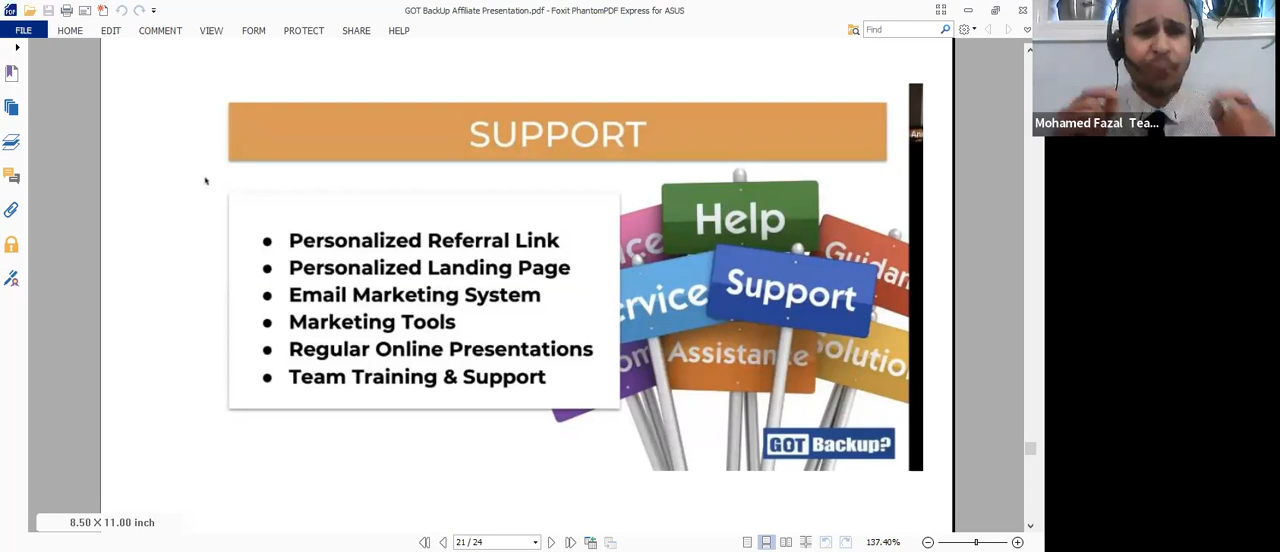 GOT BackUp Affiliate Presentation.pdf - Foxit PhantomPDF Express for ASUS
FILE HOME EDIT COMMENT VIEW FORM PROTECT SHARE HELP
Find
Mohamed Fazal Tea...
SUPPORT
Personalized Referral Link
Personalized Landing Page
Email Marketing System
Marketing Tools
Regular Online Presentations
Team Training & Support
Help
Support
Assistance
GOT Backup?
8.50 X 11.00 inch
21 / 24
137.40%